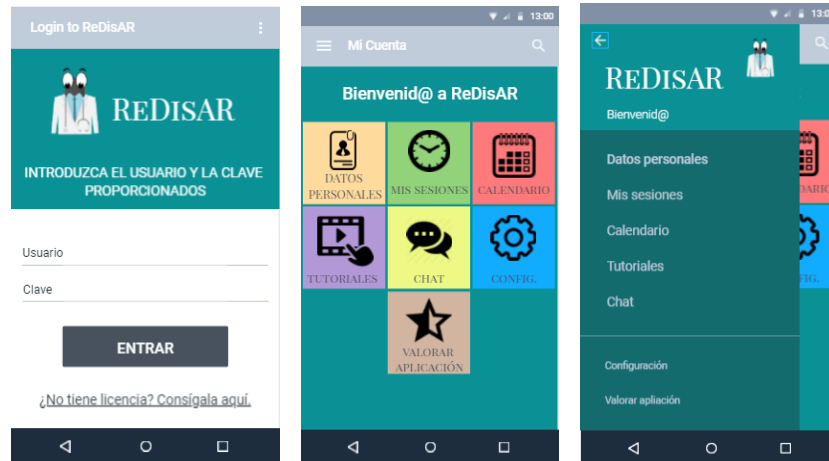 Login to ReDisAR
REDISAR
INTRODUZCA EL USUARIO Y LA CLAVE
PROPORCIONADOS
Usuario
Clave
ENTRAR
¿No tiene licencia? Consígala aquí.
13:00
Mi Cuenta
Bienvenid@ a ReDisAR
DATOS
PERSONALES
MIS SESIONES
CALENDARIO
TUTORIALES
CHAT
CONFIG.
VALORAR
APLICACIÓN
13:0
REDISAR
Bienvenid@
Datos personales
Mis sesiones
Calendario
Tutoriales
Chat
Configuración
Valorar apliación
DARIO
FIG.